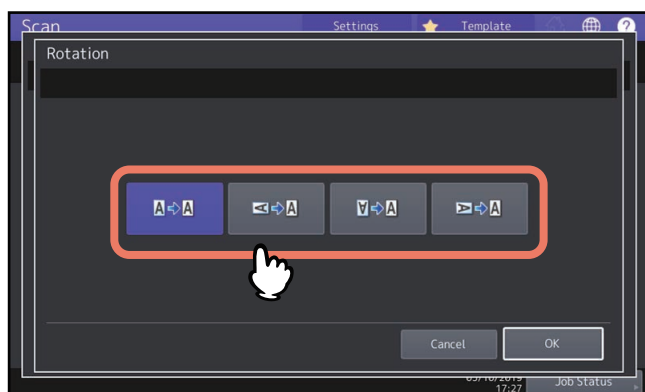 Scan Settings Template ?
Rotation
A A A A A A A A
Cancel OK
17:27 Job Status